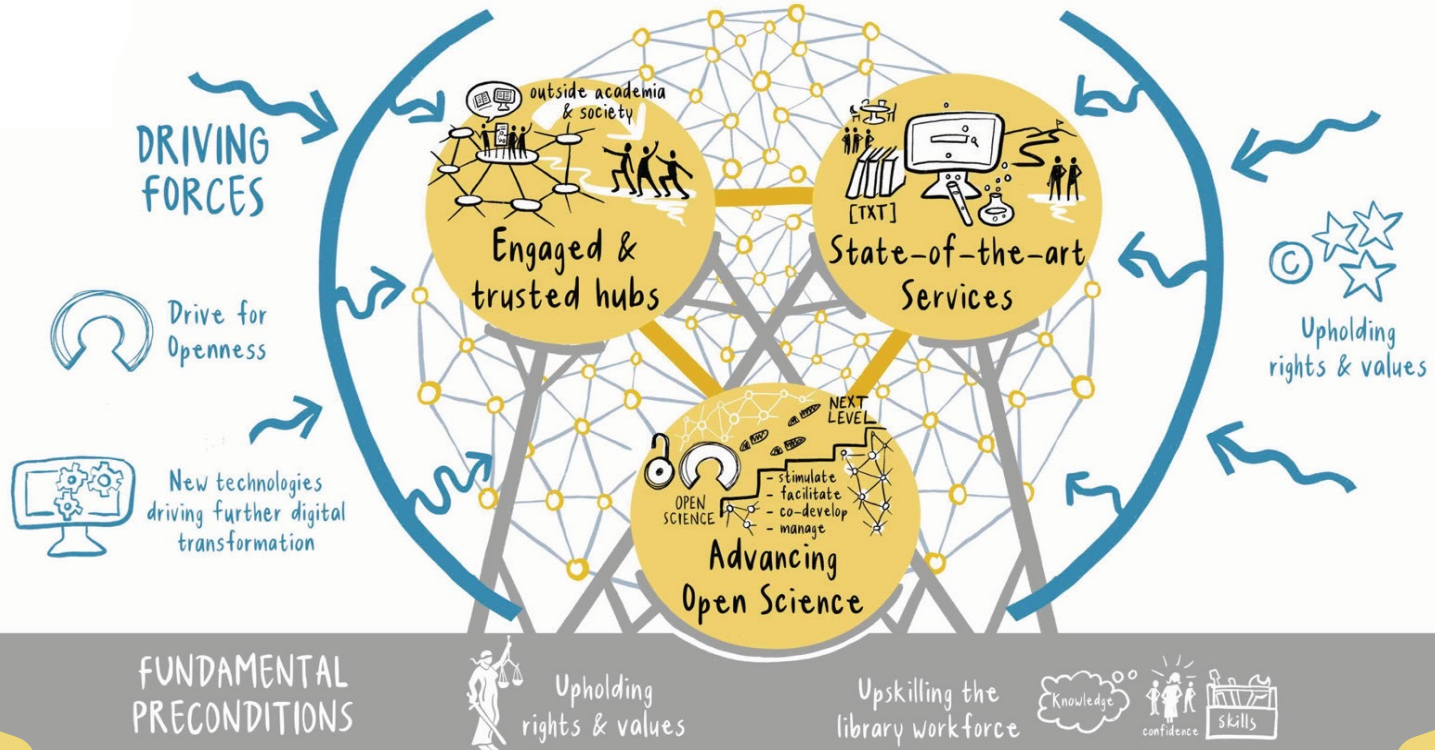 DRIVING
FORCES
Drive for
Openness
New technologies
driving further digital
transformation
outside academia
& society
Engaged &
trusted hubs
[TXT]
State-of-the-art
Services
©
Upholding
rights & values
NEXT
LEVEL
OPEN
SCIENCE
- stimulate
- facilitate
- co-develop
- manage
Advancing
Open Science
FUNDAMENTAL
PRECONDITIONS
Upholding
rights & values
Upskilling the
library workforce
Knowledge
confidence
skills